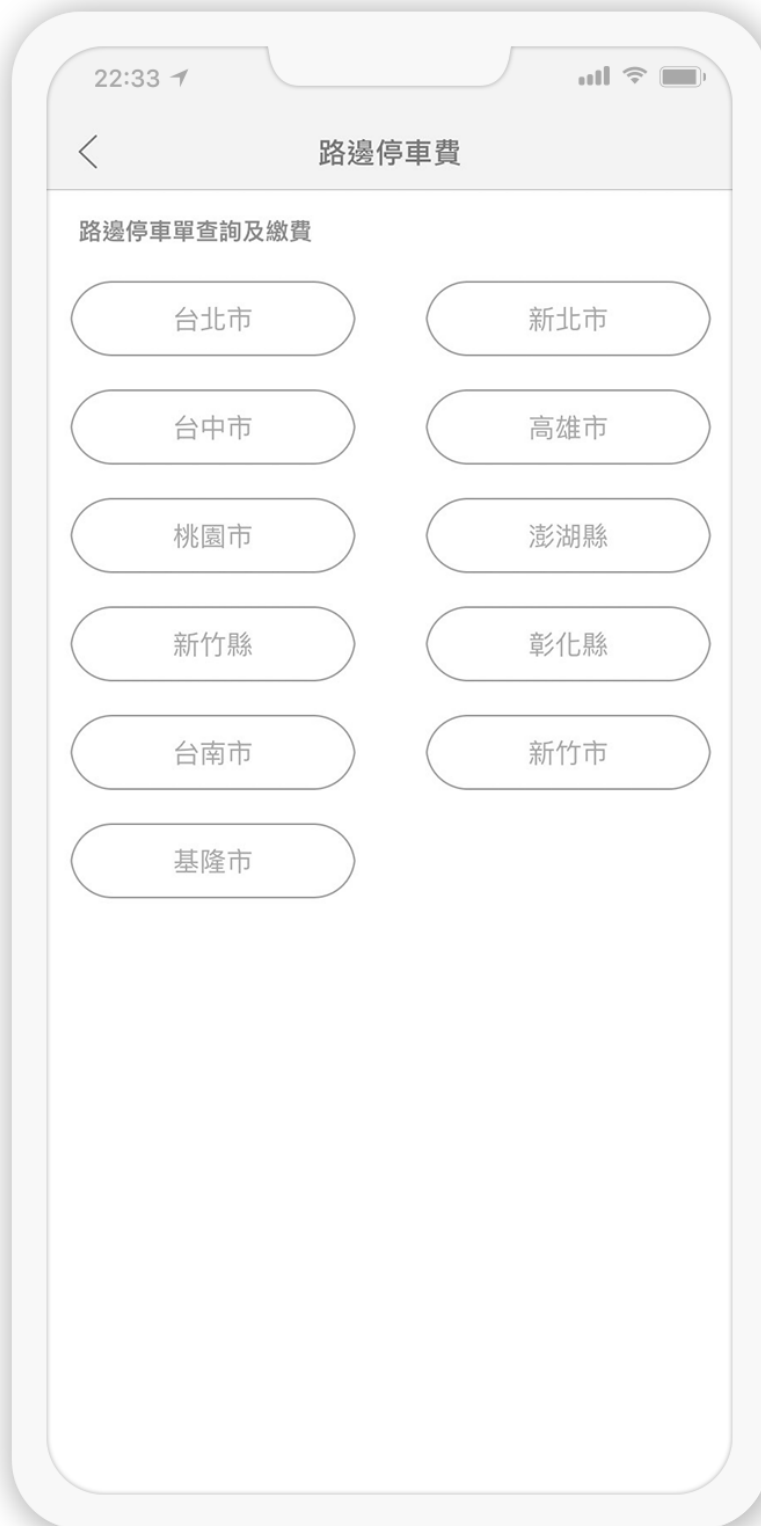 22:33
路邊停車費
路邊停車單查詢及繳費
台北市
新北市
台中市
高雄市
桃園市
澎湖縣
新竹縣
彰化縣
台南市
新竹市
基隆市